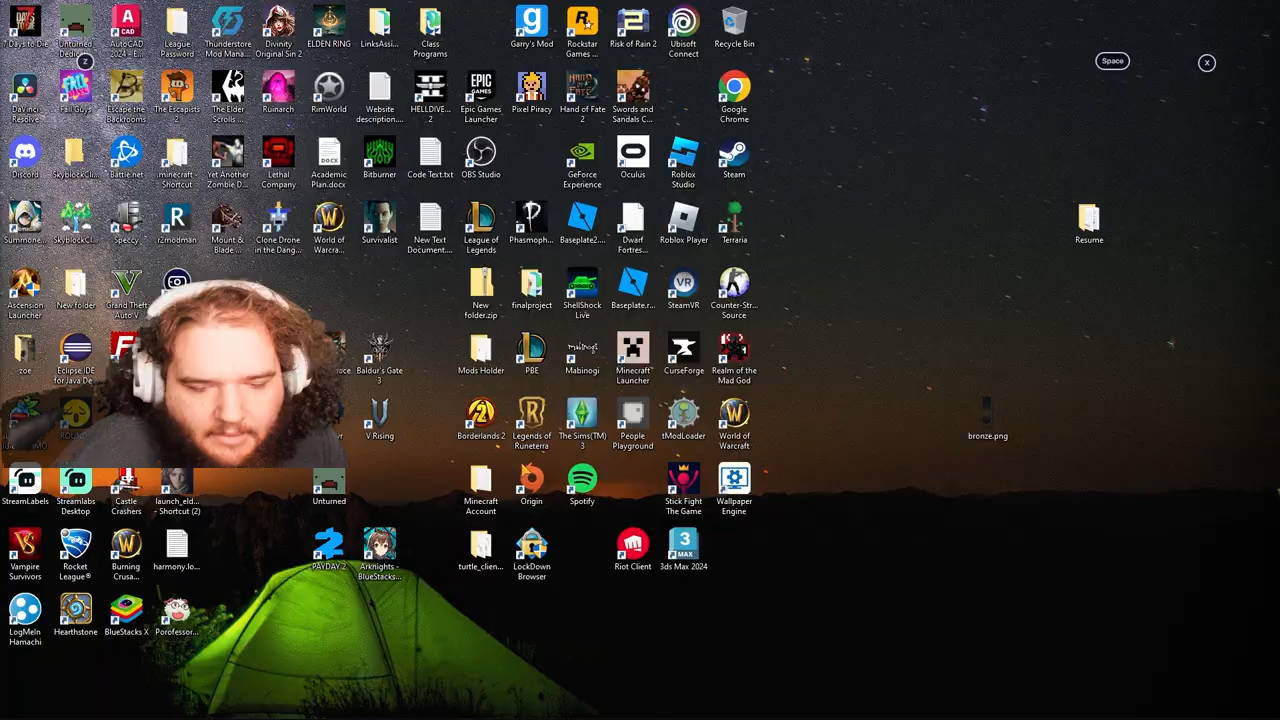 7 Days to Die
Unturned
Dedic...
AutoCAD
2024 - E...
League
Password
Thunderstore
Mod Mana...
Divinity
Original Sin 2
ELDEN RING
LinksAssi...
Class
Programs
Garry's Mod
Rockstar
Games ...
Risk of Rain 2
Ubisoft
Connect
Recycle Bin
Z
Space
X
DaVinci
Resolve
Fall Guys
Escape the
Backrooms
The Escapists
2
The Elder
Scrolls ...
Ruinarch
RimWorld
Website
description....
HELLDIVE...
2
Epic Games
Launcher
Pixel Piracy
Hand of Fate
2
Swords and
Sandals C...
Google
Chrome
Discord
SkyblockCli...
Battle.net
.minecraft -
Shortcut
Yet Another
Zombie D...
Lethal
Company
Academic
Plan.docx
Bitburner
Code Text.txt
OBS Studio
GeForce
Experience
Oculus
Roblox
Studio
Steam
Summone...
SkyblockCli...
Speccy
r2modman
Mount &
Blade ...
Clone Drone
in the Dang...
World of
Warcra...
Survivalist
New Text
Document....
League of
Legends
Phasmoph...
Baseplate2....
Dwarf
Fortres...
Roblox Player
Terraria
Resume
Ascension
Launcher
New folder
Grand Theft
Auto V
New
folder.zip
finalproject
ShellShock
Live
Baseplate.r...
SteamVR
Counter-Str...
Source
zoe
Eclipse IDE
for Java De...
Baldur's Gate
3
Mods Holder
PBE
Mabinogi
Minecraft
Launcher
CurseForge
Realm of the
Mad God
V Rising
Borderlands 2
Legends of
Runeterra
The Sims(TM)
3
People
Playground
tModLoader
World of
Warcraft
bronze.png
StreamLabels
Streamlabs
Desktop
Castle
Crashers
launch_eld...
- Shortcut (2)
Unturned
Minecraft
Account
Origin
Spotify
Stick Fight
The Game
Wallpaper
Engine
Vampire
Survivors
Rocket
League®
Burning
Crusa...
harmony.lo...
PAYDAY 2
Arknights -
BlueStacks...
turtle_clien...
LockDown
Browser
Riot Client
3ds Max 2024
LogMeIn
Hamachi
Hearthstone
BlueStacks X
Porofessor...